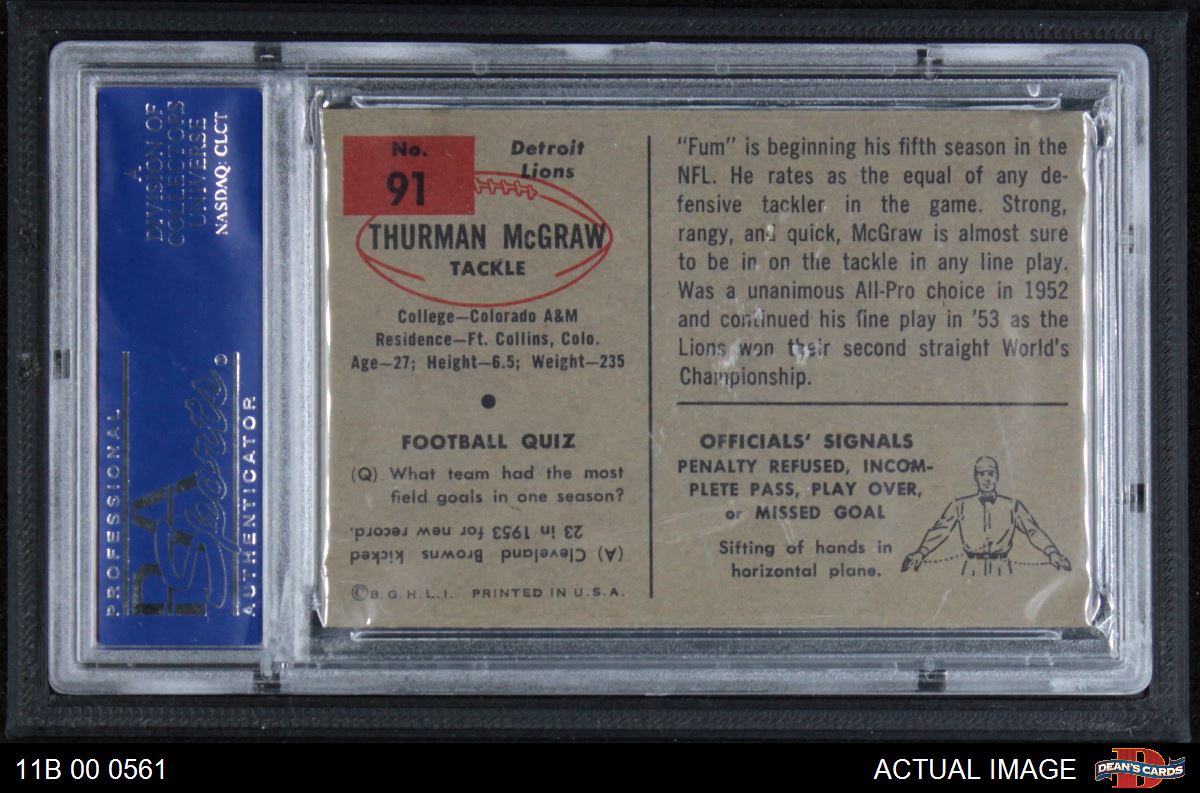 A
DIVISION OF
COLLECTORS
UNIVERSE
NASDAQ: CLCT
PROFESSIONAL
PSA
Sports
AUTHENTICATOR
No.
91
Detroit
Lions
THURMAN McGRAW
TACKLE
College—Colorado A&M
Residence—Ft. Collins, Colo.
Age—27; Height—6.5; Weight—235
FOOTBALL QUIZ
(Q) What team had the most
field goals in one season?
(A) Cleveland Browns kicked
23 in 1953 for new record.
©B.G.H.L.I. PRINTED IN U.S.A.
"Fum" is beginning his fifth season in the
NFL. He rates as the equal of any de-
fensive tackler in the game. Strong,
rangy, and quick, McGraw is almost sure
to be in on the tackle in any line play.
Was a unanimous All-Pro choice in 1952
and continued his fine play in '53 as the
Lions won their second straight World's
Championship.
OFFICIALS' SIGNALS
PENALTY REFUSED, INCOM-
PLETE PASS, PLAY OVER,
or MISSED GOAL
Sifting of hands in
horizontal plane.
11B 00 0561
ACTUAL IMAGE
D
DEAN'S CARDS